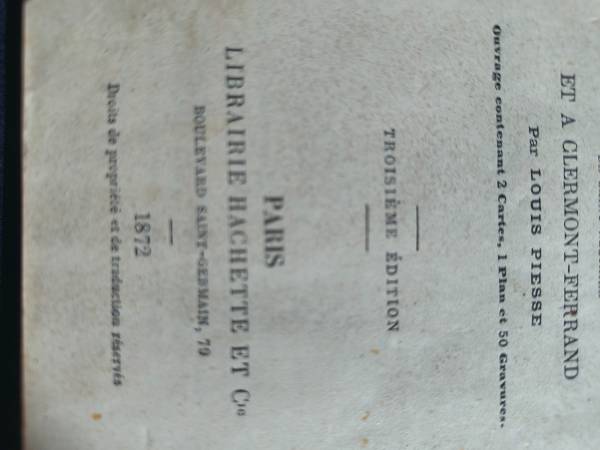 ET A CLERMONT-FERRAND
Par LOUIS PIESSE
Ouvrage contenant 2 Cartes, 1 Plan et 50 Gravures.
TROISIÈME ÉDITION
PARIS
LIBRAIRIE HACHETTE ET Cie
BOULEVARD SAINT-GERMAIN, 79
1872
Droits de propriété et de traduction réservés